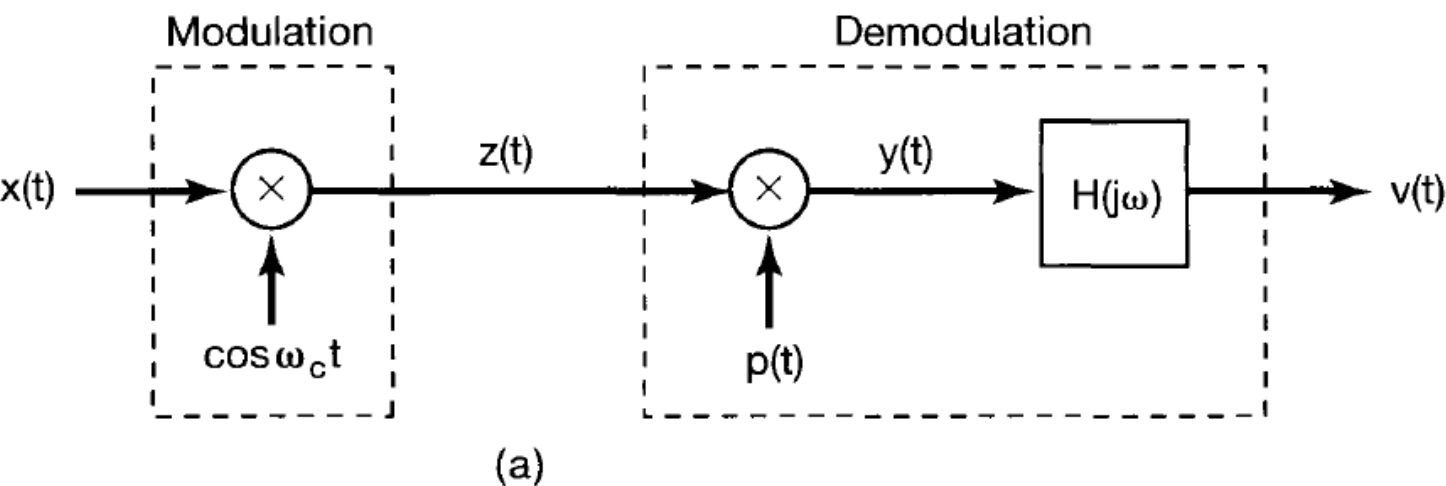 Modulation
Demodulation
x(t)
×
z(t)
×
y(t)
H(jω)
v(t)
cos ω_c t
p(t)
(a)